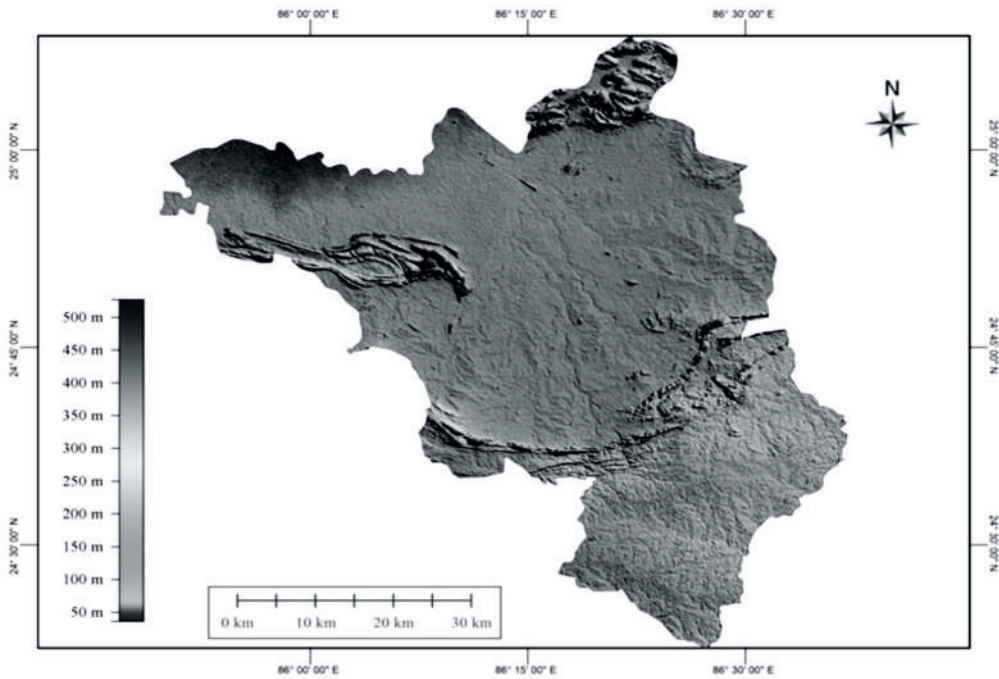 86° 00' 00" E
86° 15' 00" E
86° 30' 00" E
N
25° 00' 00" N
25° 00' 00" N
500 m
450 m
400 m
350 m
300 m
250 m
200 m
150 m
100 m
50 m
24° 45' 00" N
24° 45' 00" N
24° 30' 00" N
24° 30' 00" N
0 km
10 km
20 km
30 km
86° 00' 00" E
86° 15' 00" E
86° 30' 00" E